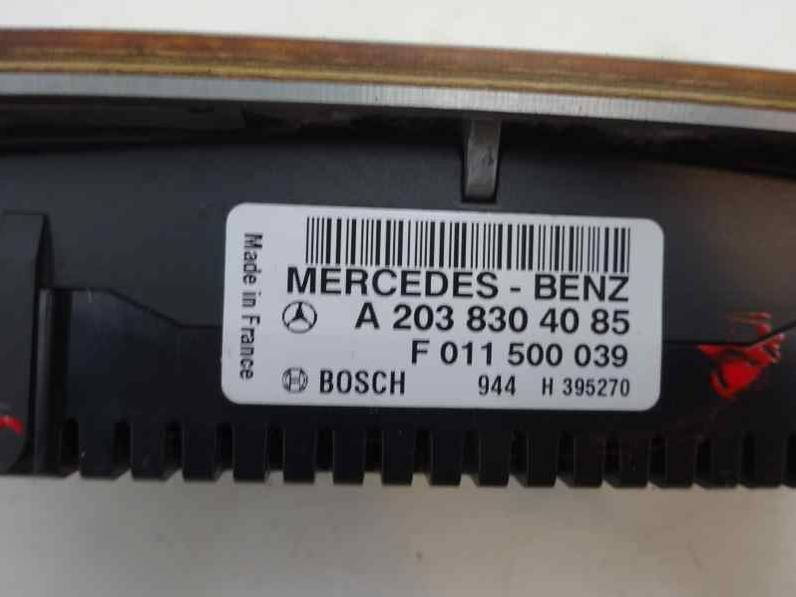 Made in France
MERCEDES - BENZ
A 203 830 40 85
F 011 500 039
BOSCH 944 H 395270